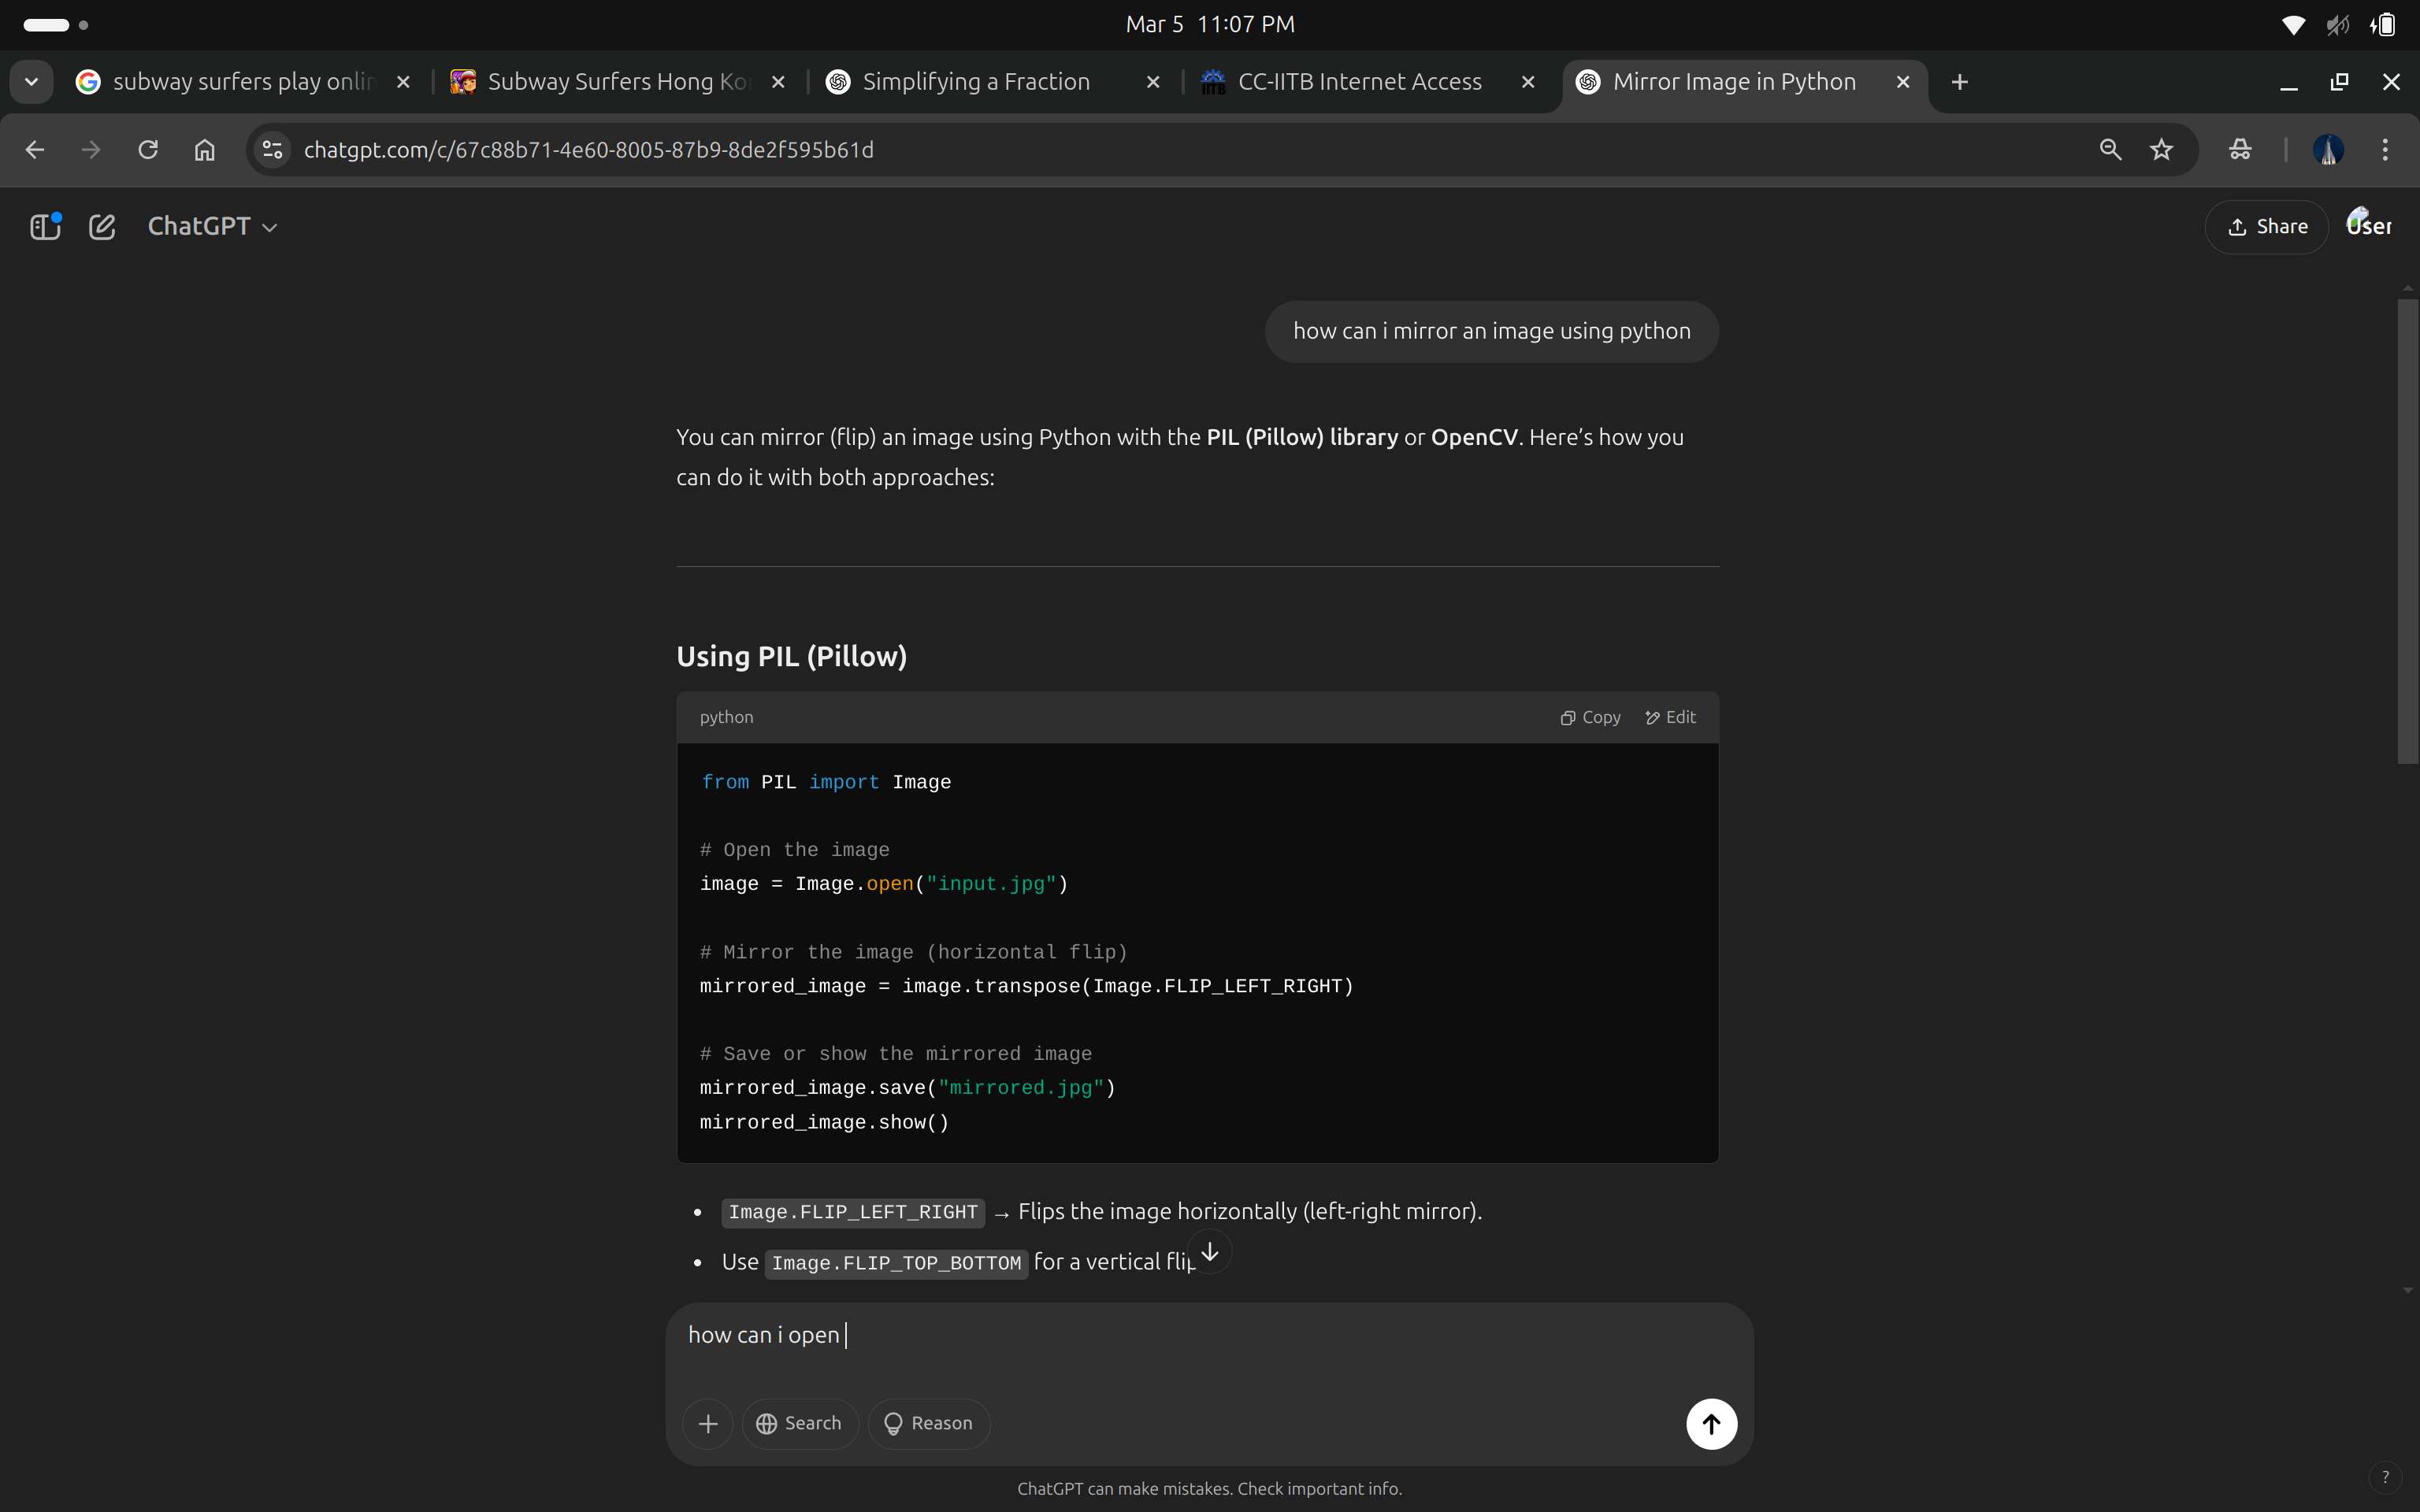 Mar 5 11:07 PM
subway surfers play onlin
Subway Surfers Hong Ko
Simplifying a Fraction
CC-IITB Internet Access
Mirror Image in Python
chatgpt.com/c/67c88b71-4e60-8005-87b9-8de2f595b61d
ChatGPT
Share
User
how can i mirror an image using python
You can mirror (flip) an image using Python with the PIL (Pillow) library or OpenCV. Here’s how you
can do it with both approaches:
Using PIL (Pillow)
python
Copy
Edit
from PIL import Image
# Open the image
image = Image.open("input.jpg")
# Mirror the image (horizontal flip)
mirrored_image = image.transpose(Image.FLIP_LEFT_RIGHT)
# Save or show the mirrored image
mirrored_image.save("mirrored.jpg")
mirrored_image.show()
• Image.FLIP_LEFT_RIGHT → Flips the image horizontally (left-right mirror).
• Use Image.FLIP_TOP_BOTTOM for a vertical flip
how can i open
Search
Reason
ChatGPT can make mistakes. Check important info.
?